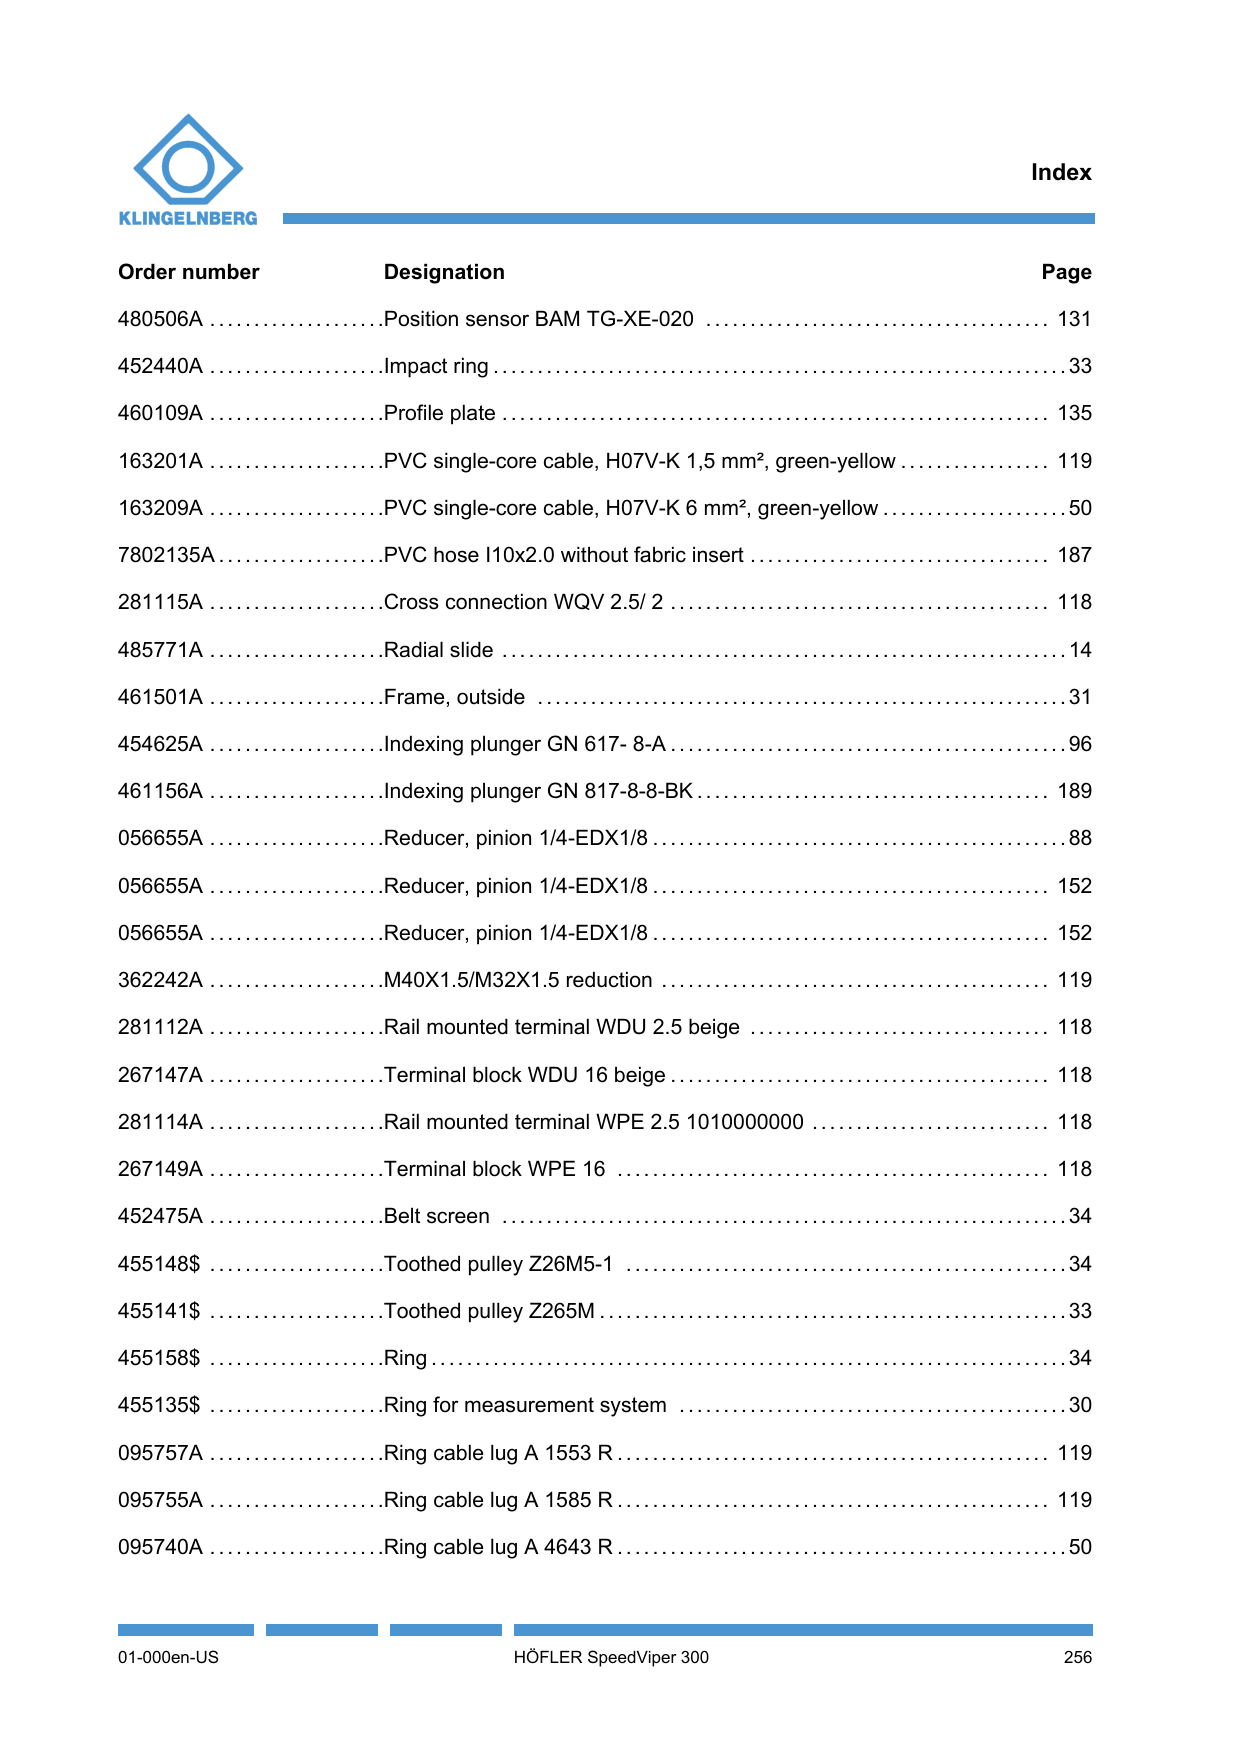 KLINGELNBERG
Index
Order number Designation Page
480506A ....................Position sensor BAM TG-XE-020 ....................................... 131
452440A ....................Impact ring .................................................................33
460109A ....................Profile plate .............................................................. 135
163201A ....................PVC single-core cable, H07V-K 1,5 mm², green-yellow ................. 119
163209A ....................PVC single-core cable, H07V-K 6 mm², green-yellow .....................50
7802135A ...................PVC hose I10x2.0 without fabric insert .................................. 187
281115A ....................Cross connection WQV 2.5/ 2 ........................................... 118
485771A ....................Radial slide ................................................................14
461501A ....................Frame, outside ............................................................31
454625A ....................Indexing plunger GN 617- 8-A .............................................96
461156A ....................Indexing plunger GN 817-8-8-BK ........................................ 189
056655A ....................Reducer, pinion 1/4-EDX1/8 ...............................................88
056655A ....................Reducer, pinion 1/4-EDX1/8 ............................................. 152
056655A ....................Reducer, pinion 1/4-EDX1/8 ............................................. 152
362242A ....................M40X1.5/M32X1.5 reduction ............................................ 119
281112A ....................Rail mounted terminal WDU 2.5 beige .................................. 118
267147A ....................Terminal block WDU 16 beige ........................................... 118
281114A ....................Rail mounted terminal WPE 2.5 1010000000 ........................... 118
267149A ....................Terminal block WPE 16 ................................................. 118
452475A ....................Belt screen ................................................................34
455148$ ....................Toothed pulley Z26M5-1 ..................................................34
455141$ ....................Toothed pulley Z265M .....................................................33
455158$ ....................Ring ........................................................................34
455135$ ....................Ring for measurement system ............................................30
095757A ....................Ring cable lug A 1553 R ................................................. 119
095755A ....................Ring cable lug A 1585 R ................................................. 119
095740A ....................Ring cable lug A 4643 R ...................................................50
01-000en-US HÖFLER SpeedViper 300 256